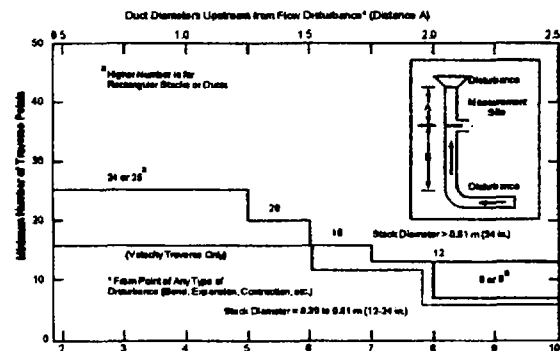 Duct Diameters Upstream from Flow Disturbance* (Distance A)
0.5 1.0 1.5 2.0 2.5
50
40
30
20
10
0
Minimum Number of Traverse Points
a Higher Number is for
Rectangular Stacks or Ducts
Disturbance
Measurement
Site
Disturbance
24 or 25 a
20
16
Stack Diameter > 0.61 m (24 in.)
12
(Velocity Traverse Only)
8 or 9 a
* From Point of Any Type of
Disturbance (Bend, Expansion, Contraction, etc.)
Stack Diameter = 0.30 to 0.61 m (12-24 in.)
2 3 4 5 6 7 8 9 10